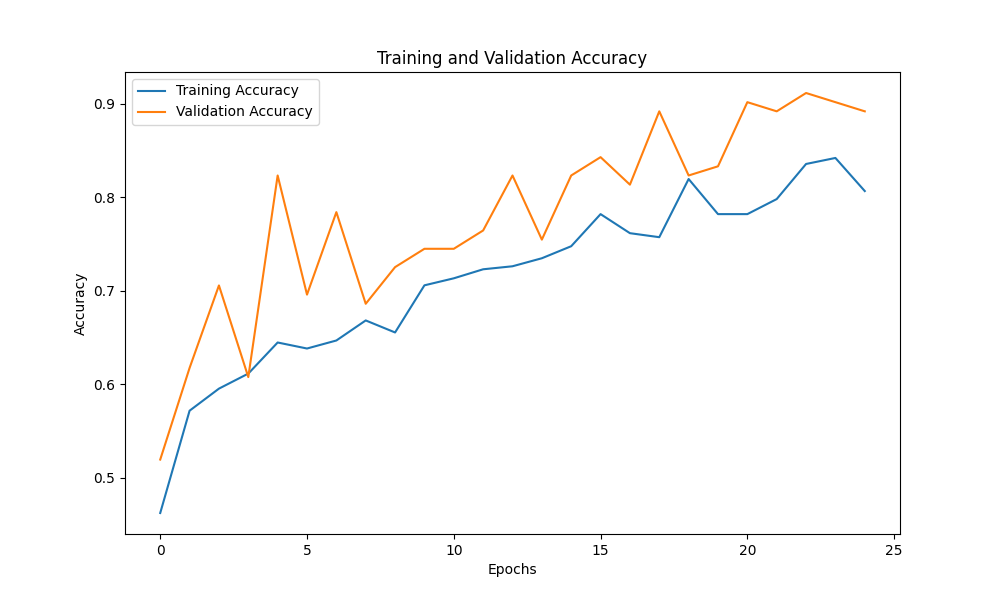 Training and Validation Accuracy
Training Accuracy
Validation Accuracy
Accuracy
0.9
0.8
0.7
0.6
0.5
0 5 10 15 20 25
Epochs